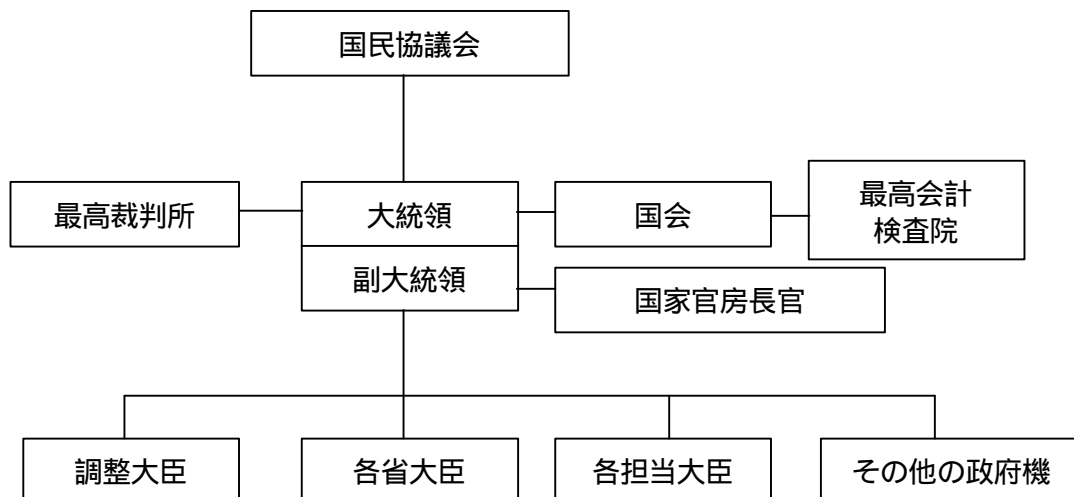 国民協議会
最高裁判所
大統領
国会
最高会計
検査院
副大統領
国家官房長官
調整大臣
各省大臣
各担当大臣
その他の政府機